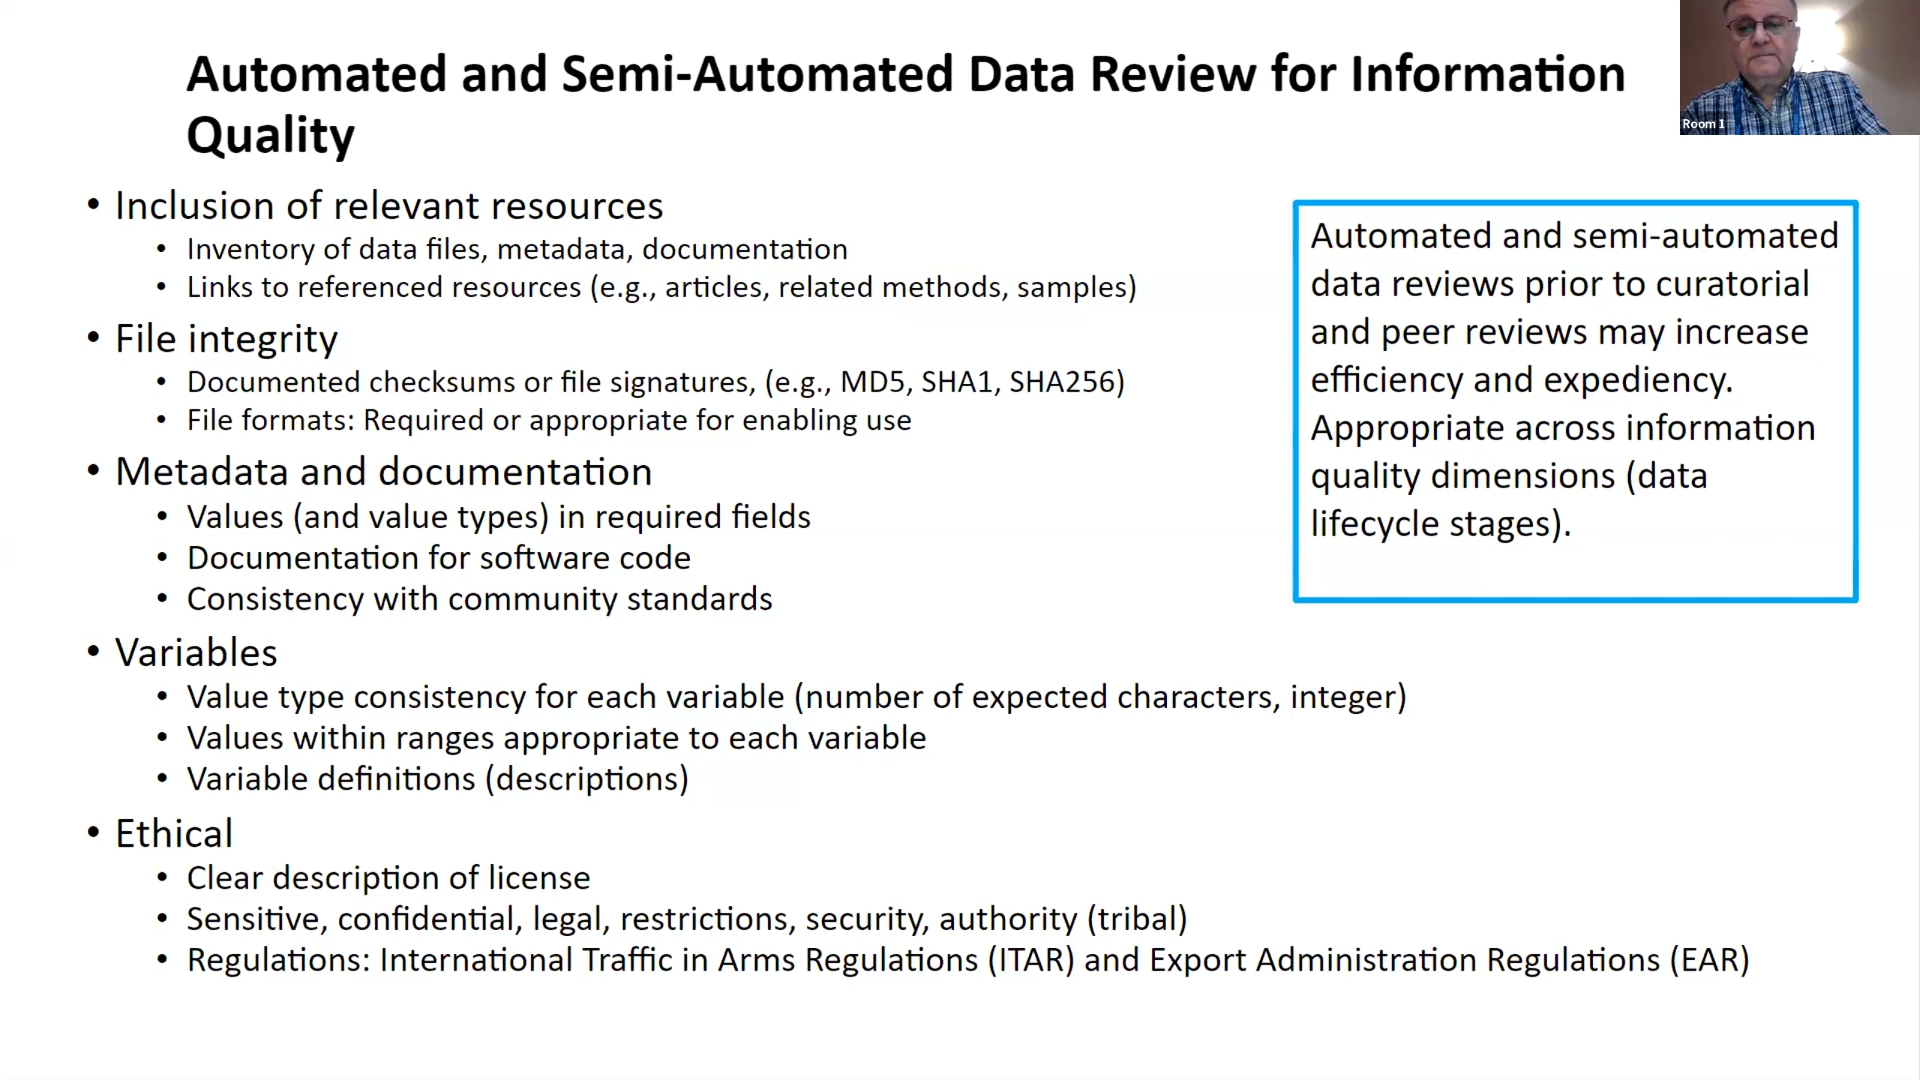 Automated and Semi-Automated Data Review for Information
Quality
Room 1
• Inclusion of relevant resources
• Inventory of data files, metadata, documentation
• Links to referenced resources (e.g., articles, related methods, samples)
• File integrity
• Documented checksums or file signatures, (e.g., MD5, SHA1, SHA256)
• File formats: Required or appropriate for enabling use
• Metadata and documentation
• Values (and value types) in required fields
• Documentation for software code
• Consistency with community standards
• Variables
• Value type consistency for each variable (number of expected characters, integer)
• Values within ranges appropriate to each variable
• Variable definitions (descriptions)
• Ethical
• Clear description of license
• Sensitive, confidential, legal, restrictions, security, authority (tribal)
• Regulations: International Traffic in Arms Regulations (ITAR) and Export Administration Regulations (EAR)
Automated and semi-automated
data reviews prior to curatorial
and peer reviews may increase
efficiency and expediency.
Appropriate across information
quality dimensions (data
lifecycle stages).